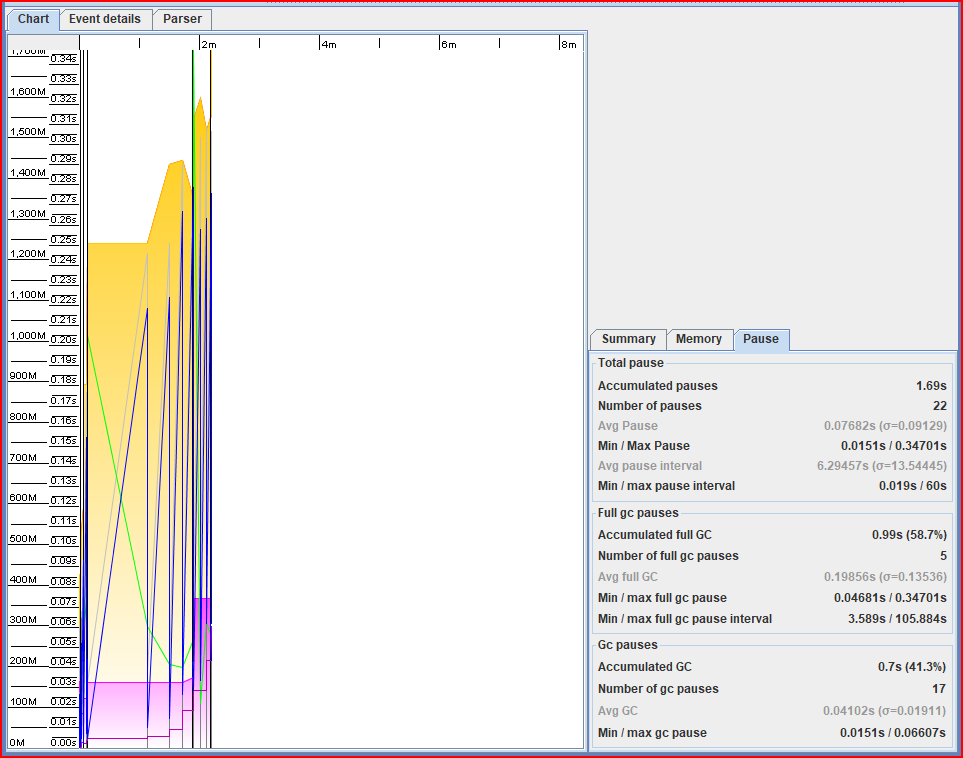 Chart Event details Parser
2m 4m 6m 8m
1,700M 0.34s
0.33s
1,600M 0.32s
0.31s
1,500M 0.30s
0.29s
1,400M 0.28s
0.27s
1,300M 0.26s
0.25s
1,200M 0.24s
0.23s
1,100M 0.22s
0.21s
1,000M 0.20s
0.19s
900M 0.18s
0.17s
800M 0.16s
0.15s
700M 0.14s
0.13s
600M 0.12s
0.11s
500M 0.10s
0.09s
400M 0.08s
0.07s
300M 0.06s
0.05s
200M 0.04s
0.03s
100M 0.02s
0.01s
0M 0.00s
Summary Memory Pause
Total pause
Accumulated pauses 1.69s
Number of pauses 22
Avg Pause 0.07682s (σ=0.09129)
Min / Max Pause 0.0151s / 0.34701s
Avg pause interval 6.29457s (σ=13.54445)
Min / max pause interval 0.019s / 60s
Full gc pauses
Accumulated full GC 0.99s (58.7%)
Number of full gc pauses 5
Avg full GC 0.19856s (σ=0.13536)
Min / max full gc pause 0.04681s / 0.34701s
Min / max full gc pause interval 3.589s / 105.884s
Gc pauses
Accumulated GC 0.7s (41.3%)
Number of gc pauses 17
Avg GC 0.04102s (σ=0.01911)
Min / max gc pause 0.0151s / 0.06607s